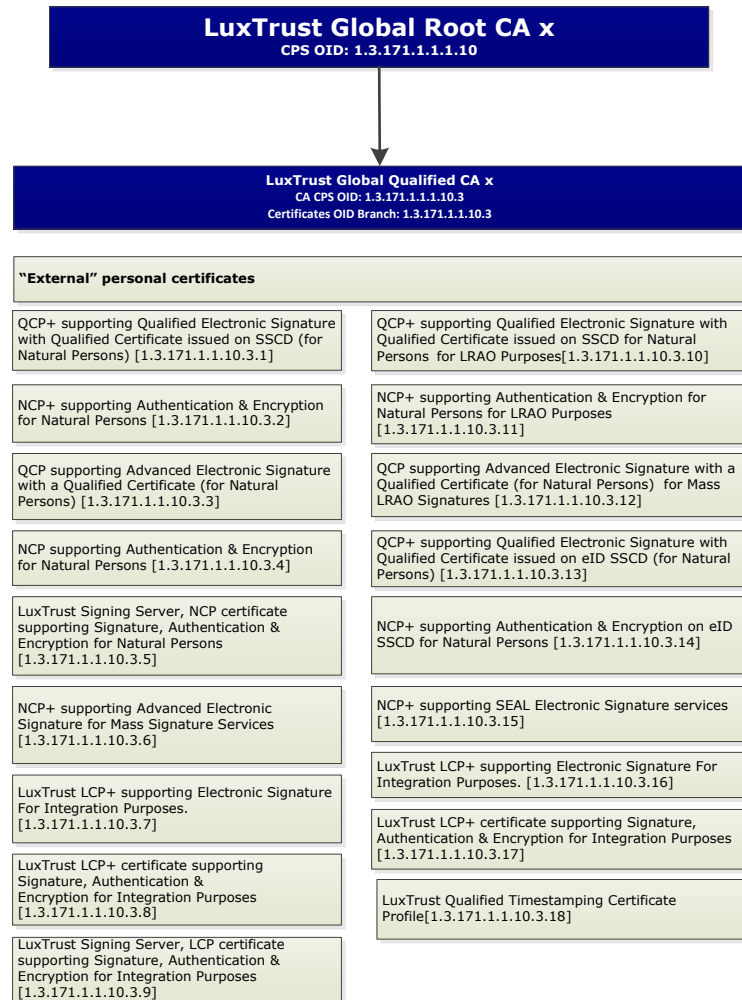 LuxTrust Global Root CA x
CPS OID: 1.3.171.1.1.1.10
LuxTrust Global Qualified CA x
CA CPS OID: 1.3.171.1.1.1.10.3
Certificates OID Branch: 1.3.171.1.1.10.3
“External” personal certificates
QCP+ supporting Qualified Electronic Signature
with Qualified Certificate issued on SSCD (for
Natural Persons) [1.3.171.1.1.10.3.1]
NCP+ supporting Authentication & Encryption
for Natural Persons [1.3.171.1.1.10.3.2]
QCP supporting Advanced Electronic Signature
with a Qualified Certificate (for Natural
Persons) [1.3.171.1.1.10.3.3]
NCP supporting Authentication & Encryption
for Natural Persons [1.3.171.1.1.10.3.4]
LuxTrust Signing Server, NCP certificate
supporting Signature, Authentication &
Encryption for Natural Persons
[1.3.171.1.1.10.3.5]
NCP+ supporting Advanced Electronic
Signature for Mass Signature Services
[1.3.171.1.1.10.3.6]
LuxTrust LCP+ supporting Electronic Signature
For Integration Purposes.
[1.3.171.1.1.10.3.7]
LuxTrust LCP+ certificate supporting
Signature, Authentication &
Encryption for Integration Purposes
[1.3.171.1.1.10.3.8]
LuxTrust Signing Server, LCP certificate
supporting Signature, Authentication &
Encryption for Integration Purposes
[1.3.171.1.1.10.3.9]
QCP+ supporting Qualified Electronic Signature with
Qualified Certificate issued on SSCD for Natural
Persons for LRAO Purposes[1.3.171.1.1.10.3.10]
NCP+ supporting Authentication & Encryption for
Natural Persons for LRAO Purposes
[1.3.171.1.1.10.3.11]
QCP supporting Advanced Electronic Signature with a
Qualified Certificate (for Natural Persons) for Mass
LRAO Signatures [1.3.171.1.1.10.3.12]
QCP+ supporting Qualified Electronic Signature with
Qualified Certificate issued on eID SSCD (for Natural
Persons) [1.3.171.1.1.10.3.13]
NCP+ supporting Authentication & Encryption on eID
SSCD for Natural Persons [1.3.171.1.1.10.3.14]
NCP+ supporting SEAL Electronic Signature services
[1.3.171.1.1.10.3.15]
LuxTrust LCP+ supporting Electronic Signature For
Integration Purposes. [1.3.171.1.1.10.3.16]
LuxTrust LCP+ certificate supporting Signature,
Authentication & Encryption for Integration Purposes
[1.3.171.1.1.10.3.17]
LuxTrust Qualified Timestamping Certificate
Profile[1.3.171.1.1.10.3.18]